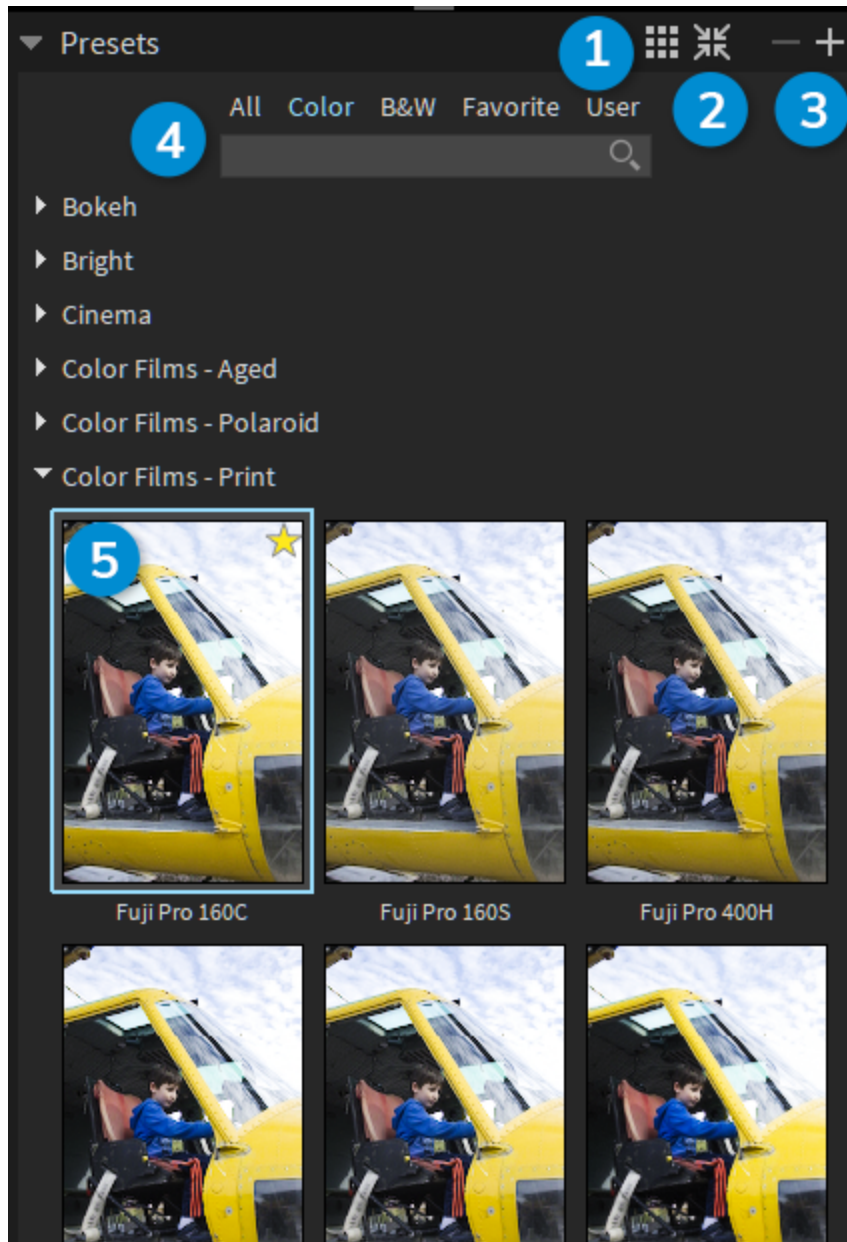 Presets
1
2
3
All Color B&W Favorite User
4
Bokeh
Bright
Cinema
Color Films - Aged
Color Films - Polaroid
Color Films - Print
5
Fuji Pro 160C Fuji Pro 160S Fuji Pro 400H